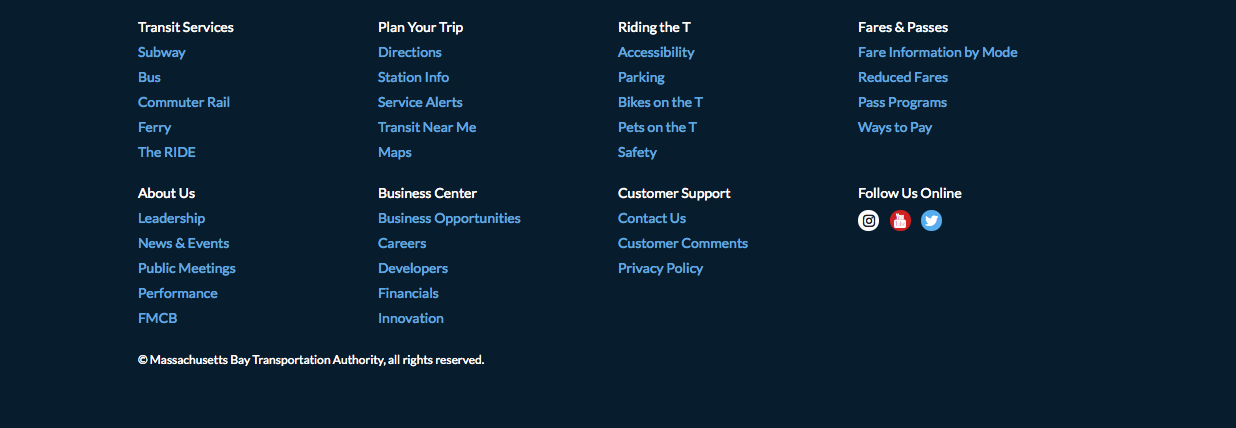 Transit Services
Subway
Bus
Commuter Rail
Ferry
The RIDE
Plan Your Trip
Directions
Station Info
Service Alerts
Transit Near Me
Maps
Riding the T
Accessibility
Parking
Bikes on the T
Pets on the T
Safety
Fares & Passes
Fare Information by Mode
Reduced Fares
Pass Programs
Ways to Pay
About Us
Leadership
News & Events
Public Meetings
Performance
FMCB
Business Center
Business Opportunities
Careers
Developers
Financials
Innovation
Customer Support
Contact Us
Customer Comments
Privacy Policy
Follow Us Online
© Massachusetts Bay Transportation Authority, all rights reserved.